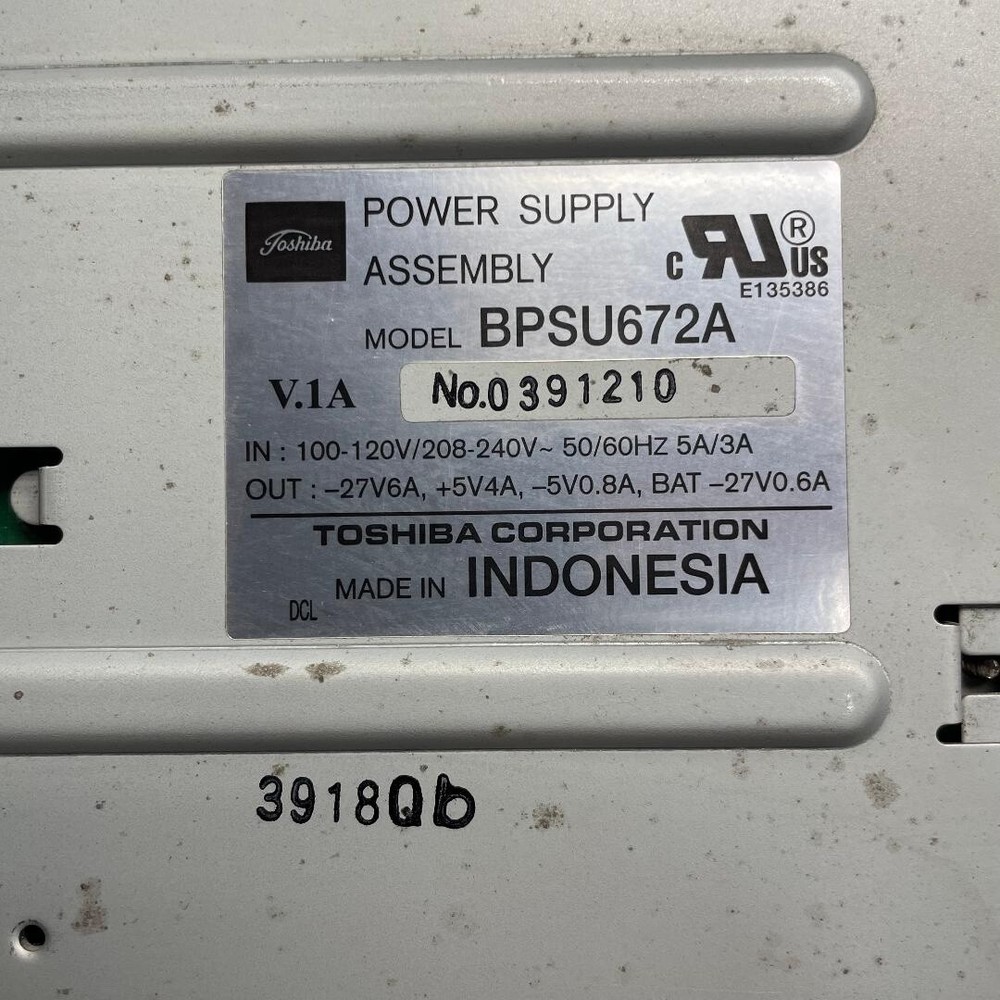 Toshiba
POWER SUPPLY
ASSEMBLY
c RU ® US
E135386
MODEL BPSU672A
V.1A No.0391210
IN : 100-120V/208-240V~ 50/60HZ 5A/3A
OUT : –27V6A, +5V4A, –5V0.8A, BAT –27V0.6A
TOSHIBA CORPORATION
MADE IN INDONESIA
DCL
3918Qb